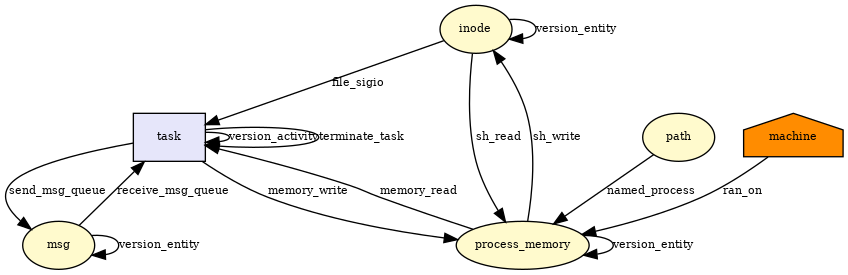 inode
version_entity
file_sigio
task
version_activity
terminate_task
sh_read
sh_write
path
machine
send_msg_queue
receive_msg_queue
memory_write
memory_read
named_process
ran_on
msg
version_entity
process_memory
version_entity